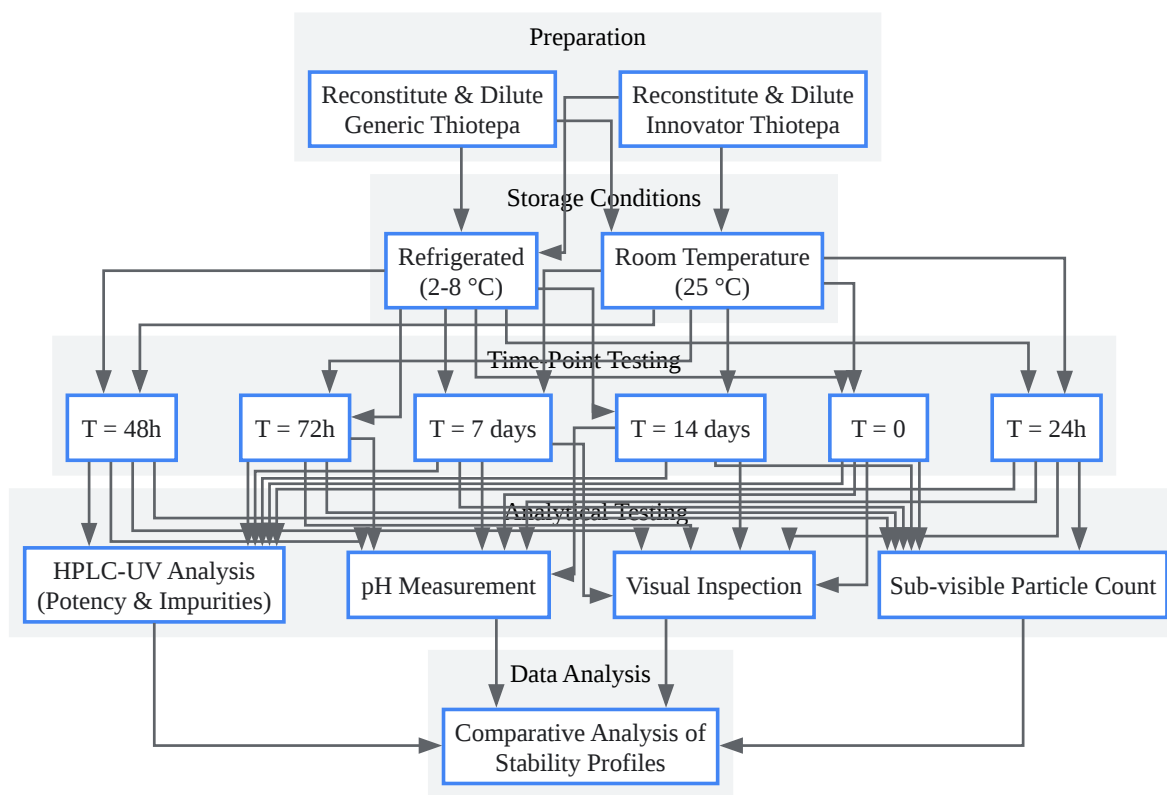 Preparation
Reconstitute & Dilute
Generic Thiotepa
Reconstitute & Dilute
Innovator Thiotepa
Storage Conditions
Refrigerated
(2-8 °C)
Room Temperature
(25 °C)
Time-Point Testing
T = 48h
T = 72h
T = 7 days
T = 14 days
T = 0
T = 24h
Analytical Testing
HPLC-UV Analysis
(Potency & Impurities)
pH Measurement
Visual Inspection
Sub-visible Particle Count
Data Analysis
Comparative Analysis of
Stability Profiles